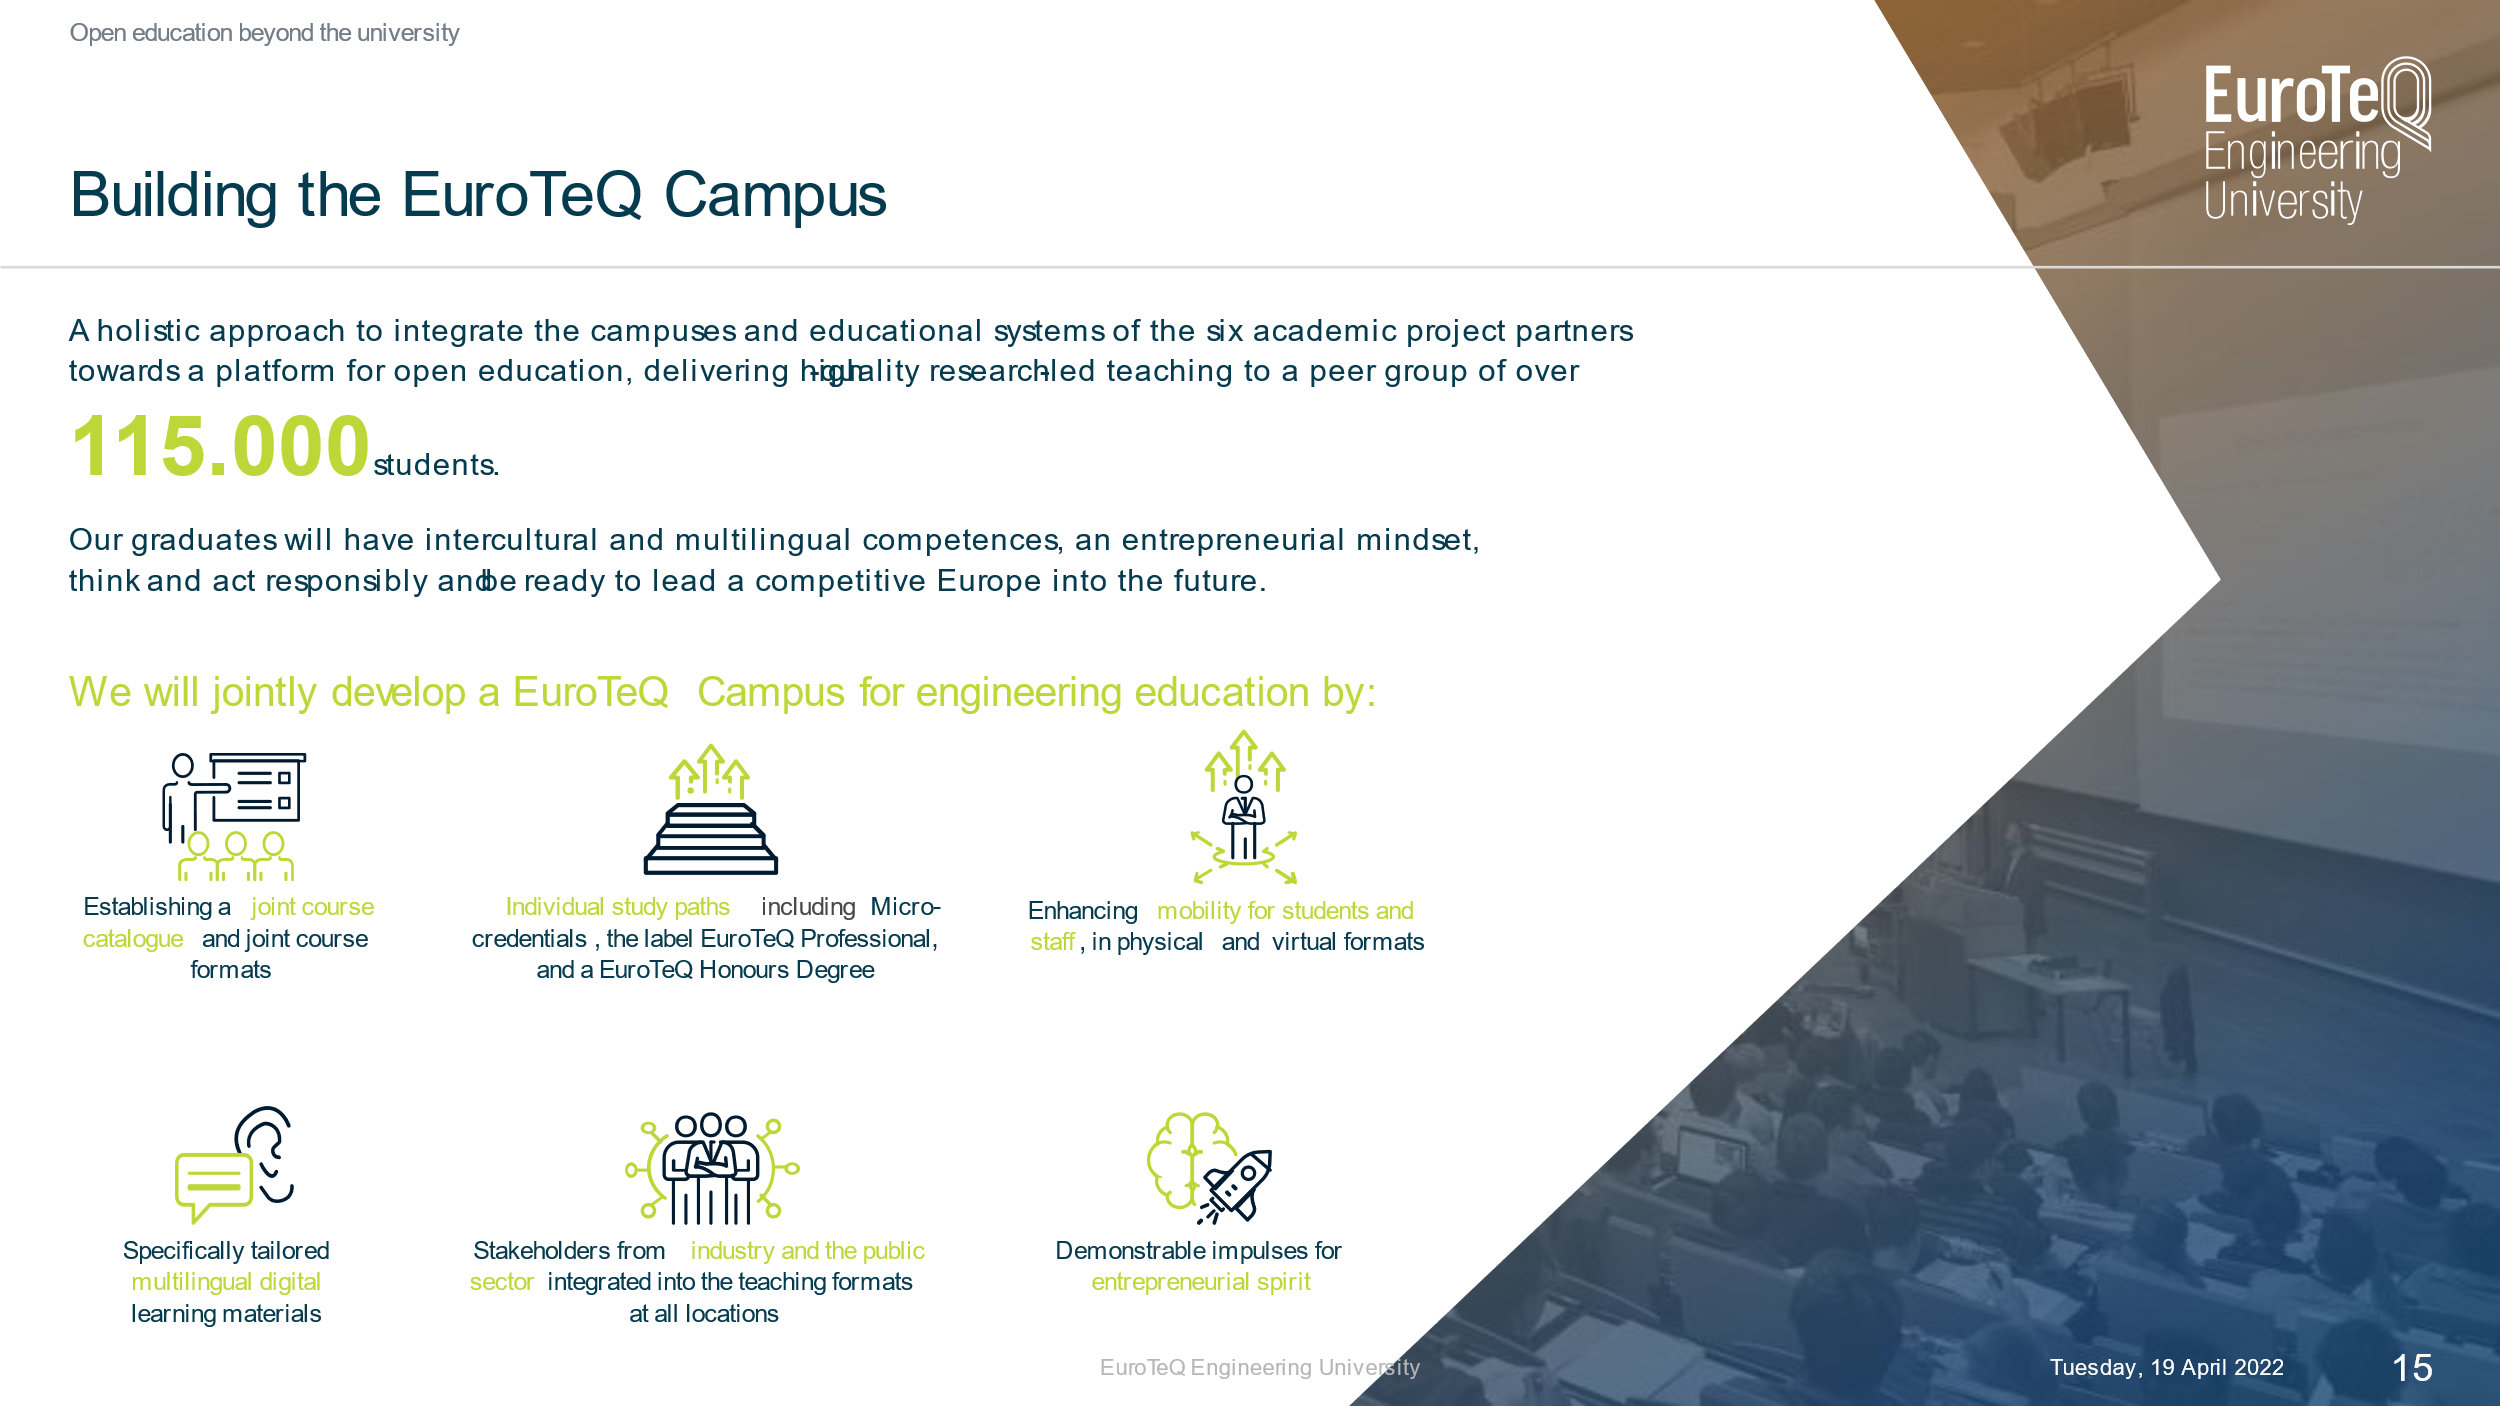 Open education beyond the university
EuroTeQ
Engineering
University
Building the EuroTeQ Campus
A holistic approach to integrate the campuses and educational systems of the six academic project partners
towards a platform for open education, delivering high-quality research-led teaching to a peer group of over
115.000 students.
Our graduates will have intercultural and multilingual competences, an entrepreneurial mindset,
think and act responsibly and be ready to lead a competitive Europe into the future.
We will jointly develop a EuroTeQ Campus for engineering education by:
Establishing a joint course
catalogue and joint course
formats
Individual study paths including Micro-
credentials , the label EuroTeQ Professional,
and a EuroTeQ Honours Degree
Enhancing mobility for students and
staff , in physical and virtual formats
Specifically tailored
multilingual digital
learning materials
Stakeholders from industry and the public
sector integrated into the teaching formats
at all locations
Demonstrable impulses for
entrepreneurial spirit
EuroTeQ Engineering University
Tuesday, 19 April 2022
15